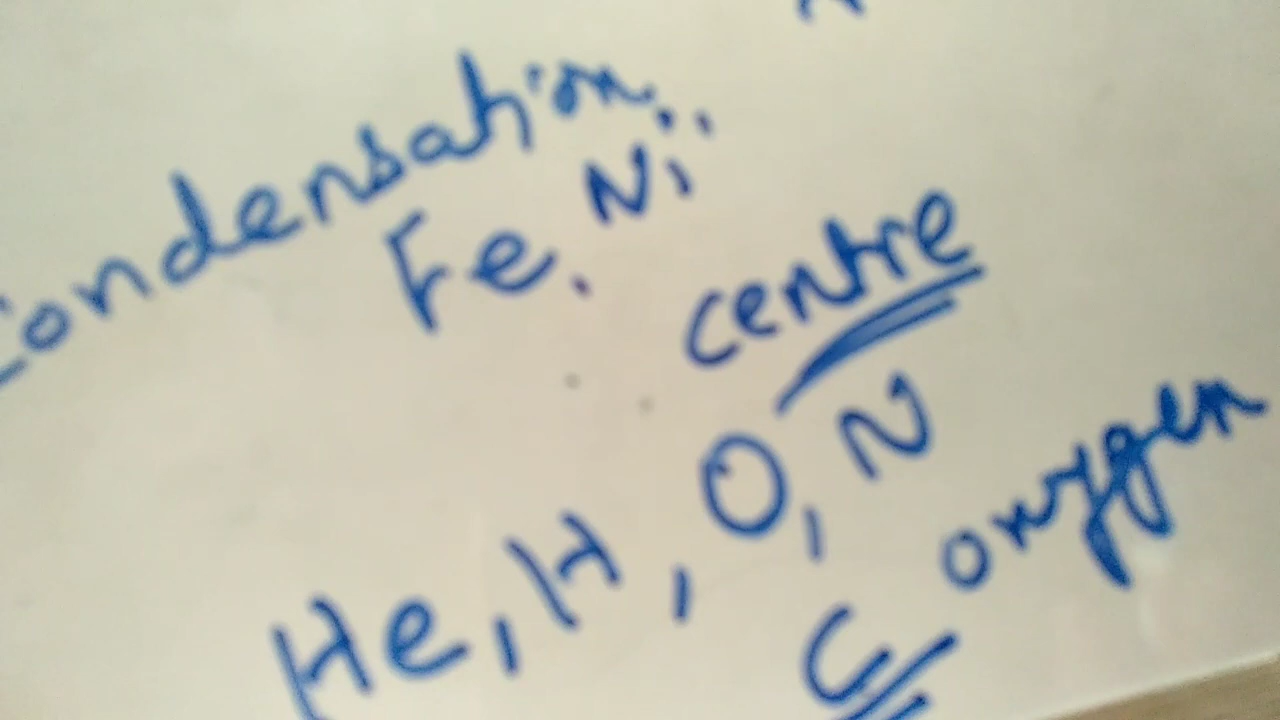 Condensation
Fe. Ni
centre
He, H, O, N
C oxygen